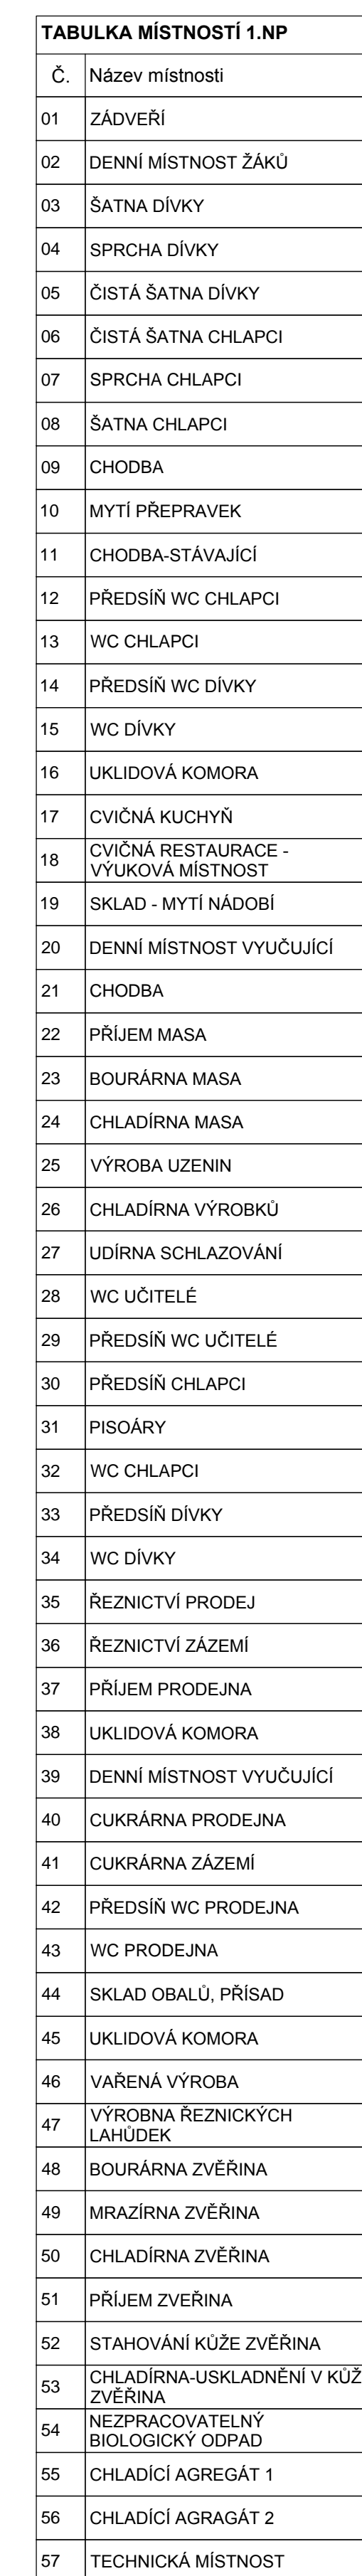 TABULKA MÍSTNOSTÍ 1.NP
Č. Název místnosti
01 ZÁDVEŘÍ
02 DENNÍ MÍSTNOST ŽÁKŮ
03 ŠATNA DÍVKY
04 SPRCHA DÍVKY
05 ČISTÁ ŠATNA DÍVKY
06 ČISTÁ ŠATNA CHLAPCI
07 SPRCHA CHLAPCI
08 ŠATNA CHLAPCI
09 CHODBA
10 MYTÍ PŘEPRAVEK
11 CHODBA-STÁVAJÍCÍ
12 PŘEDSÍŇ WC CHLAPCI
13 WC CHLAPCI
14 PŘEDSÍŇ WC DÍVKY
15 WC DÍVKY
16 UKLIDOVÁ KOMORA
17 CVIČNÁ KUCHYŇ
18 CVIČNÁ RESTAURACE -
VÝUKOVÁ MÍSTNOST
19 SKLAD - MYTÍ NÁDOBÍ
20 DENNÍ MÍSTNOST VYUČUJÍCÍ
21 CHODBA
22 PŘÍJEM MASA
23 BOURÁRNA MASA
24 CHLADÍRNA MASA
25 VÝROBA UZENIN
26 CHLADÍRNA VÝROBKŮ
27 UDÍRNA SCHLAZOVÁNÍ
28 WC UČITELÉ
29 PŘEDSÍŇ WC UČITELÉ
30 PŘEDSÍŇ CHLAPCI
31 PISOÁRY
32 WC CHLAPCI
33 PŘEDSÍŇ DÍVKY
34 WC DÍVKY
35 ŘEZNICTVÍ PRODEJ
36 ŘEZNICTVÍ ZÁZEMÍ
37 PŘÍJEM PRODEJNA
38 UKLIDOVÁ KOMORA
39 DENNÍ MÍSTNOST VYUČUJÍCÍ
40 CUKRÁRNA PRODEJNA
41 CUKRÁRNA ZÁZEMÍ
42 PŘEDSÍŇ WC PRODEJNA
43 WC PRODEJNA
44 SKLAD OBALŮ, PŘÍSAD
45 UKLIDOVÁ KOMORA
46 VAŘENÁ VÝROBA
47 VÝROBNA ŘEZNICKÝCH
LAHŮDEK
48 BOURÁRNA ZVĚŘINA
49 MRAZÍRNA ZVĚŘINA
50 CHLADÍRNA ZVĚŘINA
51 PŘÍJEM ZVEŘINA
52 STAHOVÁNÍ KŮŽE ZVĚŘINA
53 CHLADÍRNA-USKLADNĚNÍ V KŮŽ
ZVĚŘINA
54 NEZPRACOVATELNÝ
BIOLOGICKÝ ODPAD
55 CHLADÍCÍ AGREGÁT 1
56 CHLADÍCÍ AGRAGÁT 2
57 TECHNICKÁ MÍSTNOST